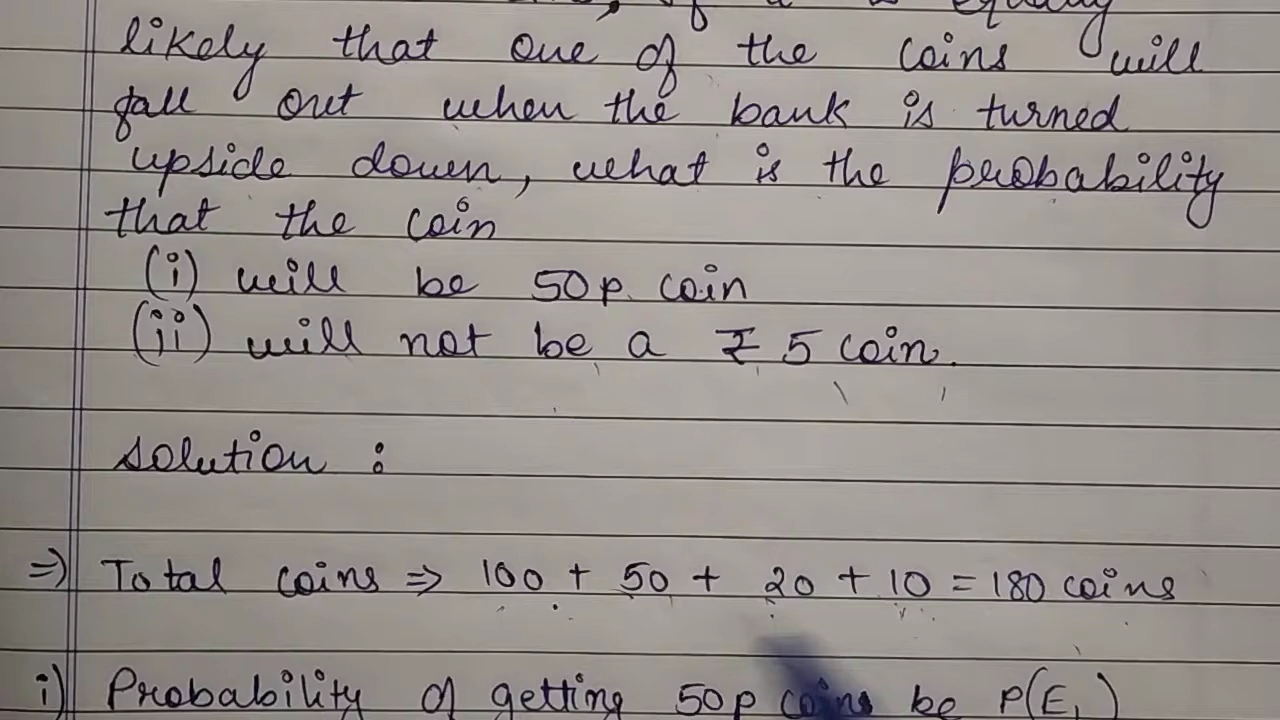 equally
likely that one of the coins will
fall out when the bank is turned
upside down, what is the probability
that the coin
(i) will be 50p. coin
(ii) will not be a ₹ 5 coin.
solution :
⇒) Total coins ⇒ 100 + 50 + 20 + 10 = 180 coins
i) Probability of getting 50p coins be P(E₁)